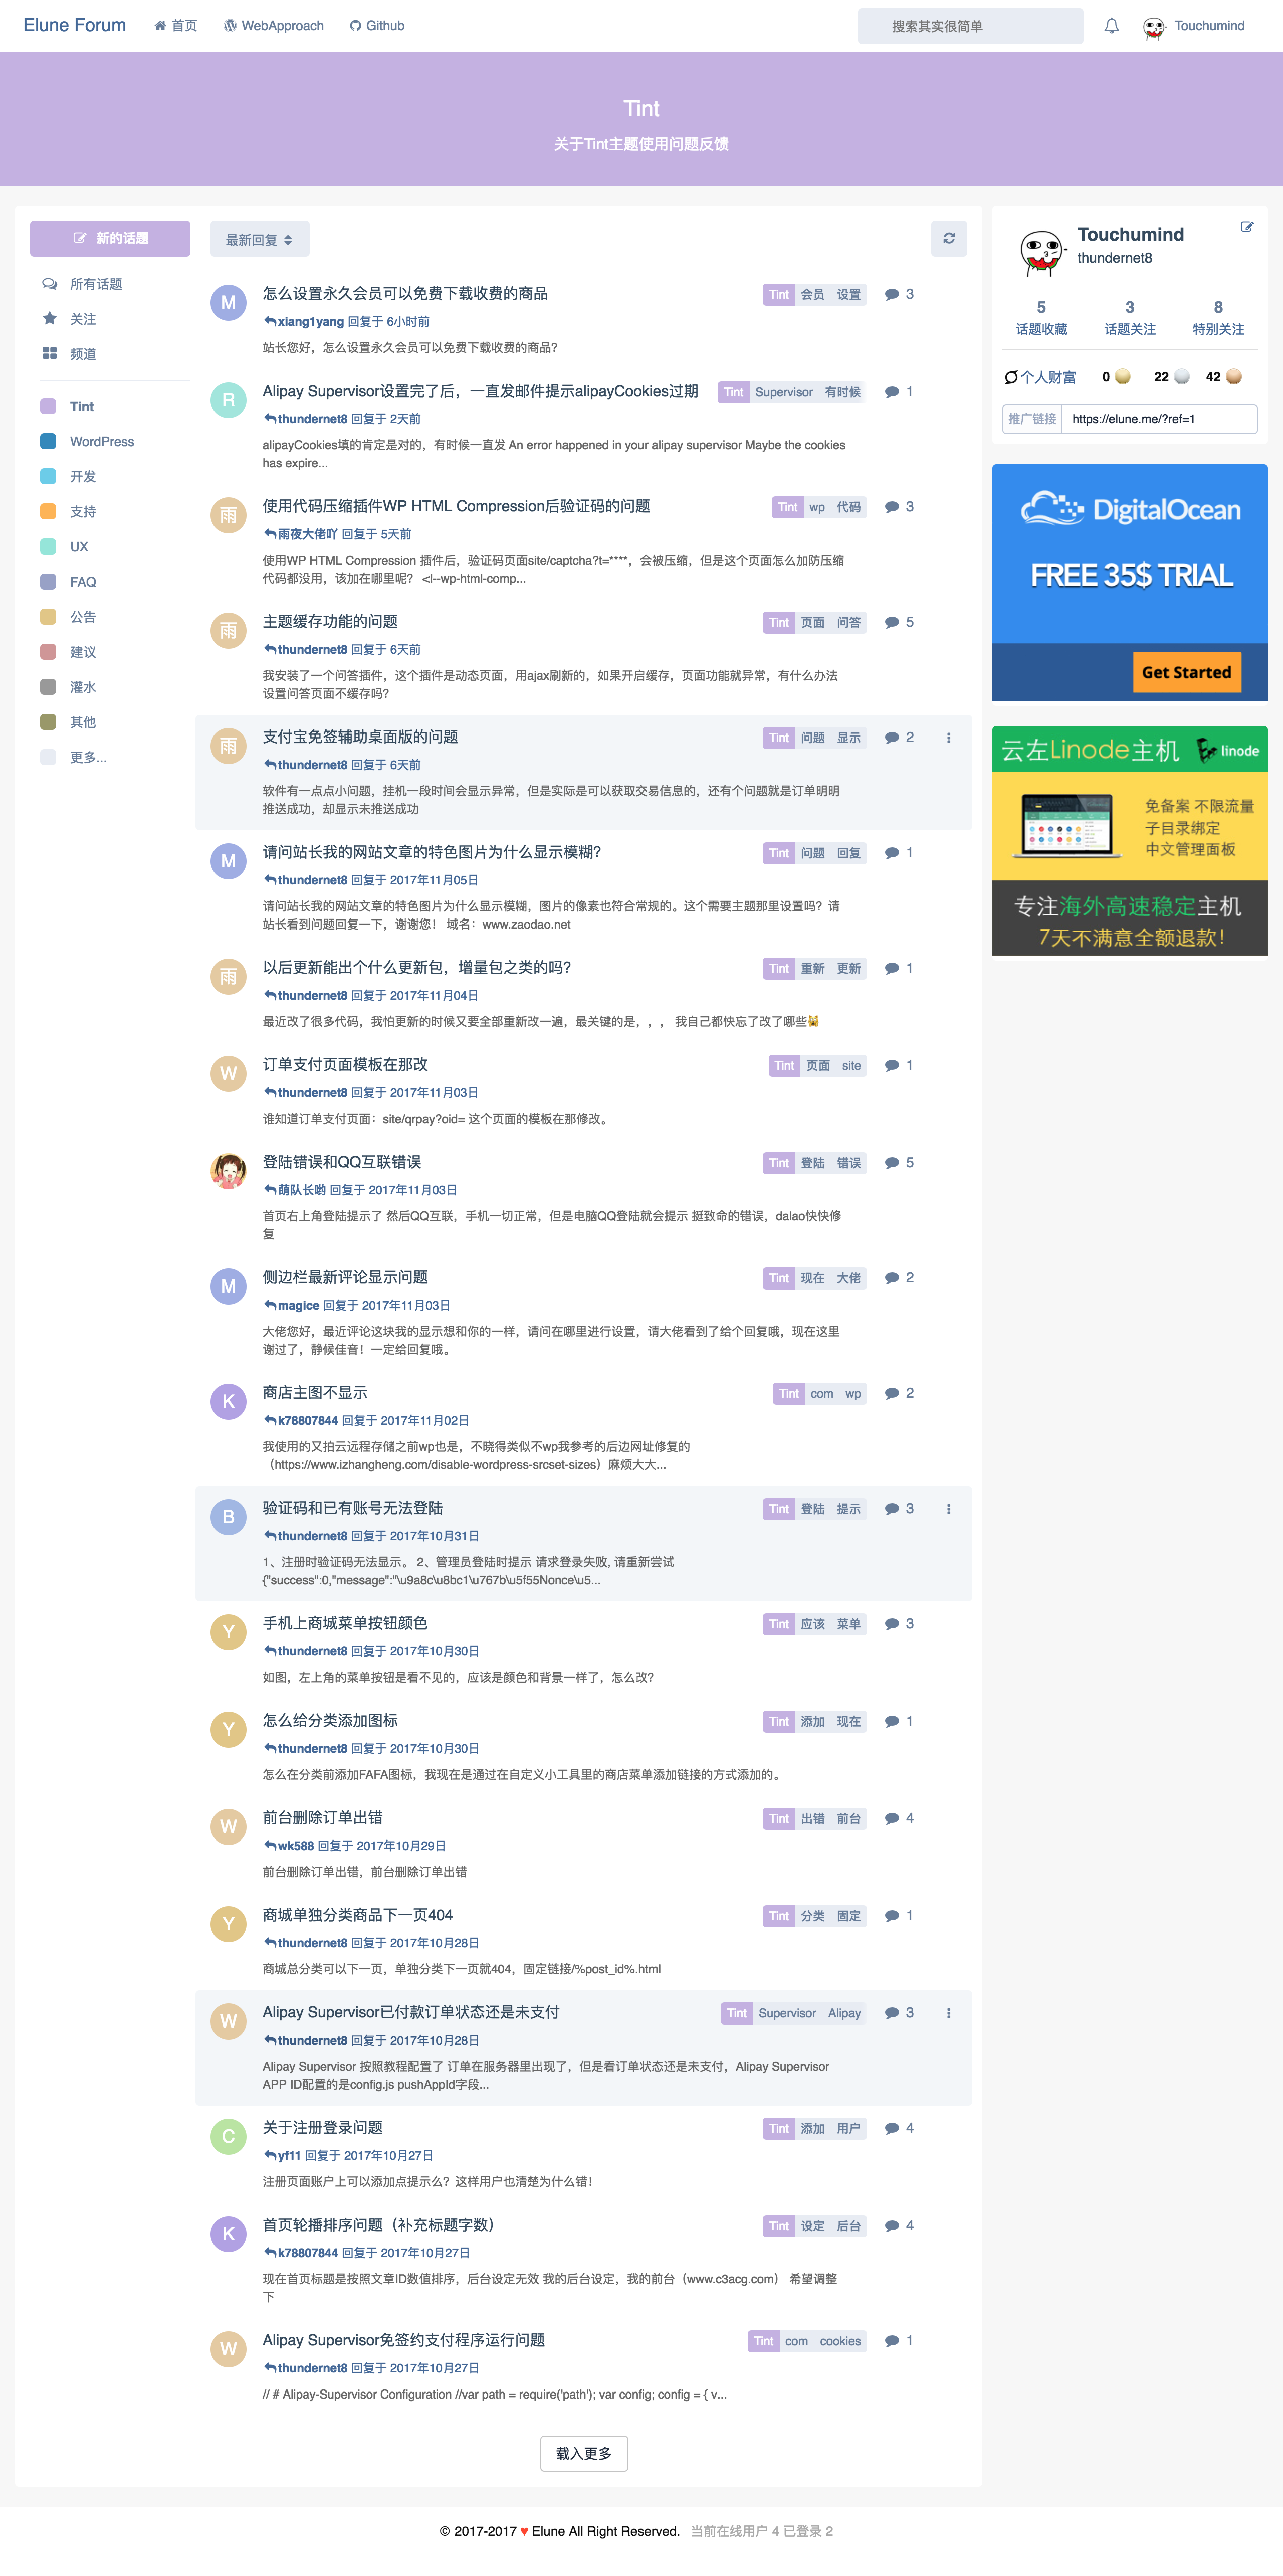 Elune Forum 首页 WebApproach Github 搜索其实很简单 Touchumind
Tint
关于Tint主题使用问题反馈
新的话题
所有话题
关注
频道
Tint
WordPress
开发
支持
UX
FAQ
公告
建议
灌水
其他
更多...
最新回复
M
怎么设置永久会员可以免费下载收费的商品 Tint 会员 设置 3
xiang1yang 回复于 6小时前
站长您好，怎么设置永久会员可以免费下载收费的商品？
R
Alipay Supervisor设置完了后，一直发邮件提示alipayCookies过期 Tint Supervisor 有时候 1
thundernet8 回复于 2天前
alipayCookies填的肯定是对的，有时候一直发 An error happened in your alipay supervisor Maybe the cookies
has expire...
雨
使用代码压缩插件WP HTML Compression后验证码的问题 Tint wp 代码 3
雨夜大佬吖 回复于 5天前
使用WP HTML Compression 插件后，验证码页面site/captcha?t=****，会被压缩，但是这个页面怎么加防压缩
代码都没用，该加在哪里呢？ <!--wp-html-comp...
雨
主题缓存功能的问题 Tint 页面 问答 5
thundernet8 回复于 6天前
我安装了一个问答插件，这个插件是动态页面，用ajax刷新的，如果开启缓存，页面功能就异常，有什么办法
设置问答页面不缓存吗？
雨
支付宝免签辅助桌面版的问题 Tint 问题 显示 2
thundernet8 回复于 6天前
软件有一点点小问题，挂机一段时间会显示异常，但是实际是可以获取交易信息的，还有个问题就是订单明明
推送成功，却显示未推送成功
M
请问站长我的网站文章的特色图片为什么显示模糊？ Tint 问题 回复 1
thundernet8 回复于 2017年11月05日
请问站长我的网站文章的特色图片为什么显示模糊，图片的像素也符合常规的。这个需要主题那里设置吗？请
站长看到问题回复一下，谢谢您！ 域名：www.zaodao.net
雨
以后更新能出个什么更新包，增量包之类的吗？ Tint 重新 更新 1
thundernet8 回复于 2017年11月04日
最近改了很多代码，我怕更新的时候又要全部重新改一遍，最关键的是，，， 我自己都快忘了改了哪些🙀
W
订单支付页面模板在那改 Tint 页面 site 1
thundernet8 回复于 2017年11月03日
谁知道订单支付页面：site/qrpay?oid= 这个页面的模板在那修改。
登陆错误和QQ互联错误 Tint 登陆 错误 5
萌队长哟 回复于 2017年11月03日
首页右上角登陆提示了 然后QQ互联，手机一切正常，但是电脑QQ登陆就会提示 挺致命的错误，dalao快快修
复
M
侧边栏最新评论显示问题 Tint 现在 大佬 2
magice 回复于 2017年11月03日
大佬您好，最近评论这块我的显示想和你的一样，请问在哪里进行设置，请大佬看到了给个回复哦，现在这里
谢过了，静候佳音！一定给回复哦。
K
商店主图不显示 Tint com wp 2
k78807844 回复于 2017年11月02日
我使用的又拍云远程存储之前wp也是，不晓得类似不wp我参考的后边网址修复的
（https://www.izhangheng.com/disable-wordpress-srcset-sizes）麻烦大大...
B
验证码和已有账号无法登陆 Tint 登陆 提示 3
thundernet8 回复于 2017年10月31日
1、注册时验证码无法显示。 2、管理员登陆时提示 请求登录失败, 请重新尝试
{"success":0,"message":"\u9a8c\u8bc1\u767b\u5f55Nonce\u5...
Y
手机上商城菜单按钮颜色 Tint 应该 菜单 3
thundernet8 回复于 2017年10月30日
如图，左上角的菜单按钮是看不见的，应该是颜色和背景一样了，怎么改？
Y
怎么给分类添加图标 Tint 添加 现在 1
thundernet8 回复于 2017年10月30日
怎么在分类前添加FAFA图标，我现在是通过在自定义小工具里的商店菜单添加链接的方式添加的。
W
前台删除订单出错 Tint 出错 前台 4
wk588 回复于 2017年10月29日
前台删除订单出错，前台删除订单出错
Y
商城单独分类商品下一页404 Tint 分类 固定 1
thundernet8 回复于 2017年10月28日
商城总分类可以下一页，单独分类下一页就404，固定链接/%post_id%.html
W
Alipay Supervisor已付款订单状态还是未支付 Tint Supervisor Alipay 3
thundernet8 回复于 2017年10月28日
Alipay Supervisor 按照教程配置了 订单在服务器里出现了，但是看订单状态还是未支付，Alipay Supervisor
APP ID配置的是config.js pushAppId字段...
C
关于注册登录问题 Tint 添加 用户 4
yf11 回复于 2017年10月27日
注册页面账户上可以添加点提示么？这样用户也清楚为什么错！
K
首页轮播排序问题（补充标题字数） Tint 设定 后台 4
k78807844 回复于 2017年10月27日
现在首页标题是按照文章ID数值排序，后台设定无效 我的后台设定，我的前台（www.c3acg.com） 希望调整
下
W
Alipay Supervisor免签约支付程序运行问题 Tint com cookies 1
thundernet8 回复于 2017年10月27日
// # Alipay-Supervisor Configuration //var path = require('path'); var config; config = { v...
载入更多
Touchumind
thundernet8
5 3 8
话题收藏 话题关注 特别关注
个人财富 0 22 42
推广链接 https://elune.me/?ref=1
DigitalOcean
FREE 35$ TRIAL
Get Started
云左Linode主机 linode
免备案 不限流量
子目录绑定
中文管理面板
专注海外高速稳定主机
7天不满意全额退款！
© 2017-2017 ♥ Elune All Right Reserved. 当前在线用户 4 已登录 2